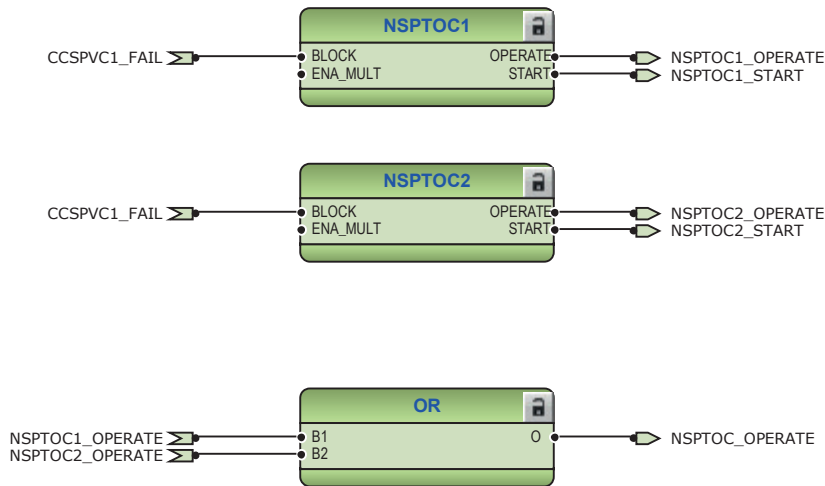 NSPTOC1
CCSPVC1_FAIL
BLOCK
OPERATE
NSPTOC1_OPERATE
ENA_MULT
START
NSPTOC1_START
NSPTOC2
CCSPVC1_FAIL
BLOCK
OPERATE
NSPTOC2_OPERATE
ENA_MULT
START
NSPTOC2_START
OR
NSPTOC1_OPERATE
B1
O
NSPTOC_OPERATE
NSPTOC2_OPERATE
B2